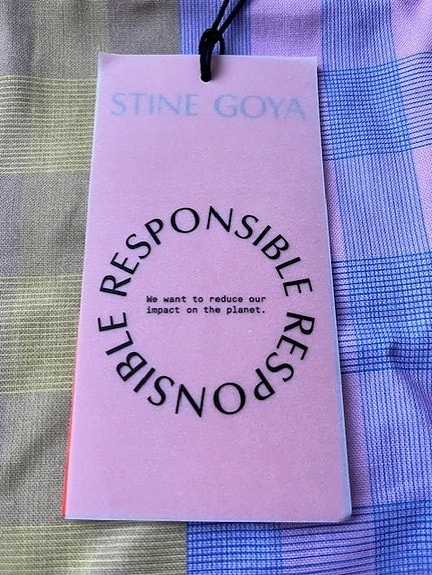 STINE GOYA
RESPONSIBLE RESPONSIBLE
We want to reduce our
impact on the planet.